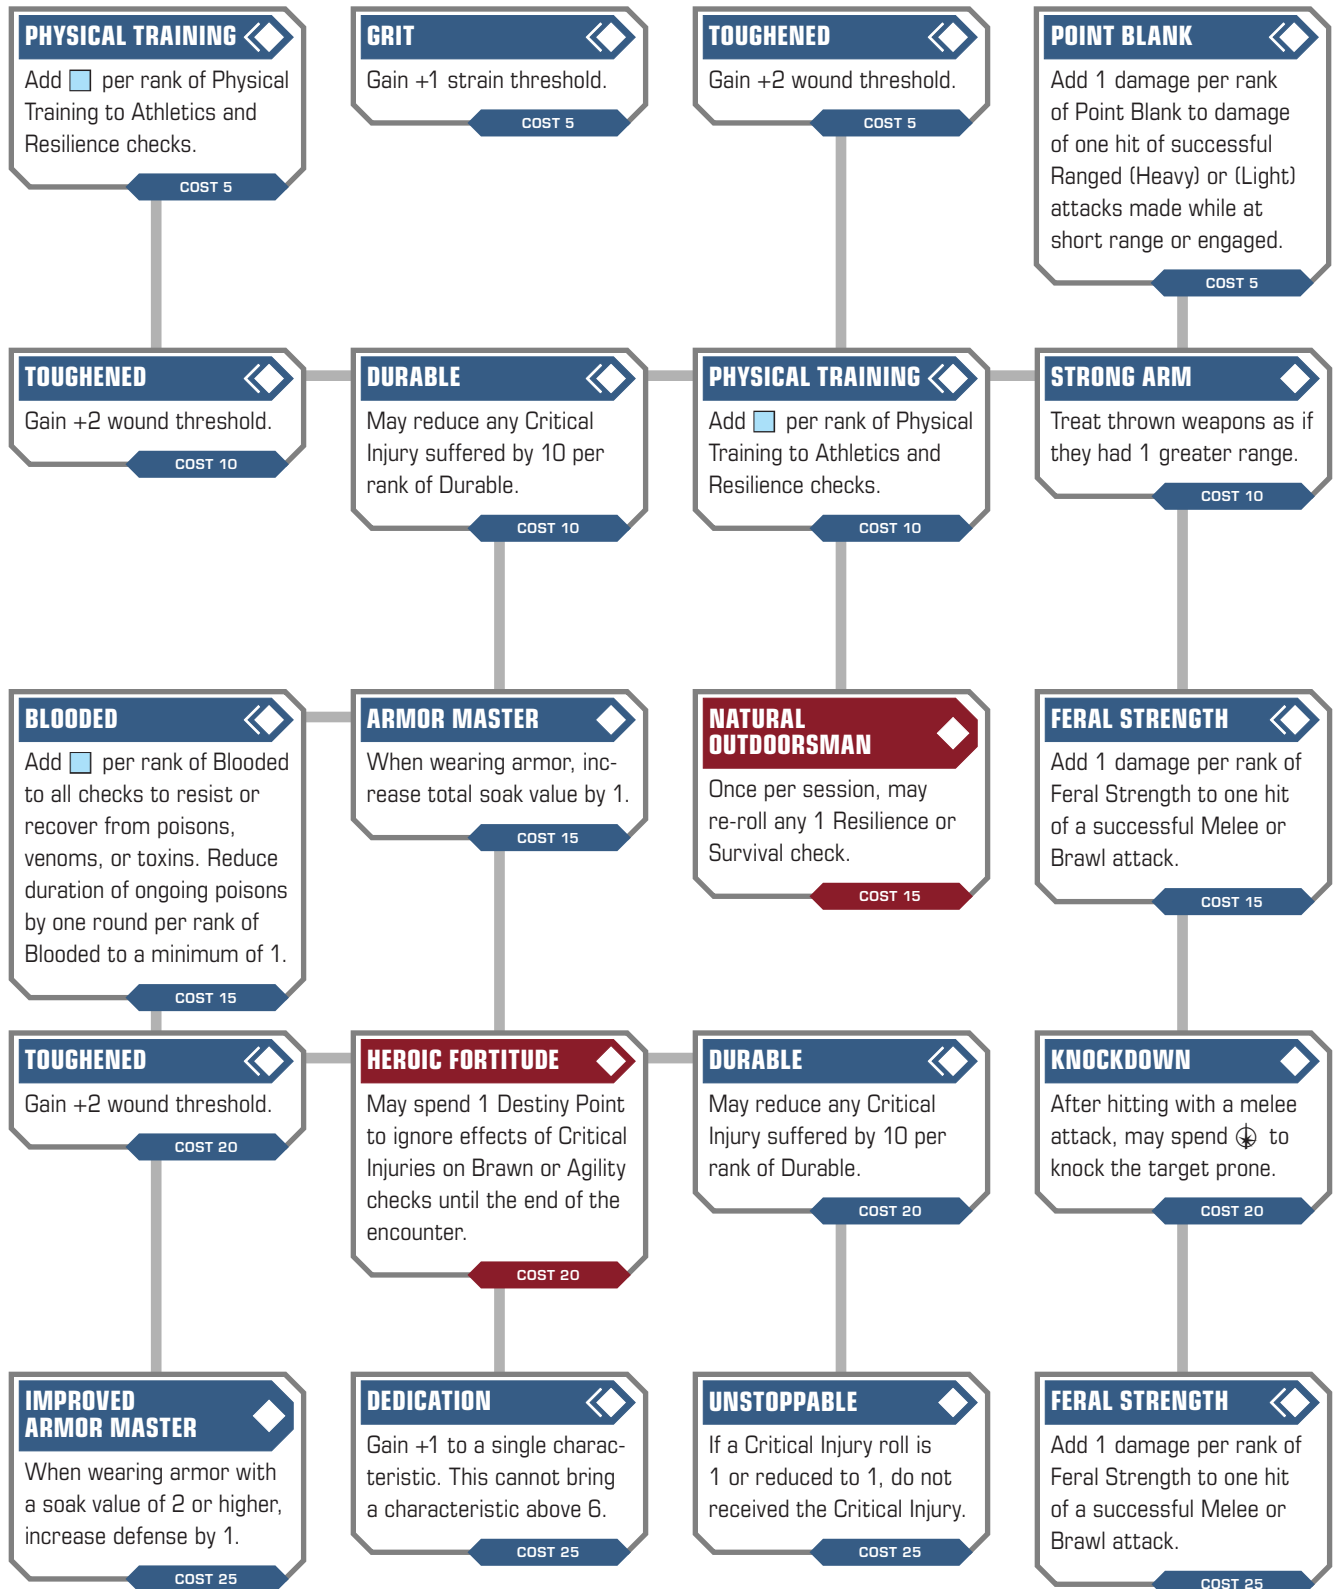 PHYSICAL TRAINING
Add per rank of Physical
Training to Athletics and
Resilience checks.
COST 5
GRIT
Gain +1 strain threshold.
COST 5
TOUGHENED
Gain +2 wound threshold.
COST 5
POINT BLANK
Add 1 damage per rank
of Point Blank to damage
of one hit of successful
Ranged (Heavy) or (Light)
attacks made while at
short range or engaged.
COST 5
TOUGHENED
Gain +2 wound threshold.
COST 10
DURABLE
May reduce any Critical
Injury suffered by 10 per
rank of Durable.
COST 10
PHYSICAL TRAINING
Add per rank of Physical
Training to Athletics and
Resilience checks.
COST 10
STRONG ARM
Treat thrown weapons as if
they had 1 greater range.
COST 10
BLOODED
Add per rank of Blooded
to all checks to resist or
recover from poisons,
venoms, or toxins. Reduce
duration of ongoing poisons
by one round per rank of
Blooded to a minimum of 1.
COST 15
ARMOR MASTER
When wearing armor, inc-
rease total soak value by 1.
COST 15
NATURAL
OUTDOORSMAN
Once per session, may
re-roll any 1 Resilience or
Survival check.
COST 15
FERAL STRENGTH
Add 1 damage per rank of
Feral Strength to one hit
of a successful Melee or
Brawl attack.
COST 15
TOUGHENED
Gain +2 wound threshold.
COST 20
HEROIC FORTITUDE
May spend 1 Destiny Point
to ignore effects of Critical
Injuries on Brawn or Agility
checks until the end of the
encounter.
COST 20
DURABLE
May reduce any Critical
Injury suffered by 10 per
rank of Durable.
COST 20
KNOCKDOWN
After hitting with a melee
attack, may spend to
knock the target prone.
COST 20
IMPROVED
ARMOR MASTER
When wearing armor with
a soak value of 2 or higher,
increase defense by 1.
COST 25
DEDICATION
Gain +1 to a single charac-
teristic. This cannot bring
a characteristic above 6.
COST 25
UNSTOPPABLE
If a Critical Injury roll is
1 or reduced to 1, do not
received the Critical Injury.
COST 25
FERAL STRENGTH
Add 1 damage per rank of
Feral Strength to one hit
of a successful Melee or
Brawl attack.
COST 25